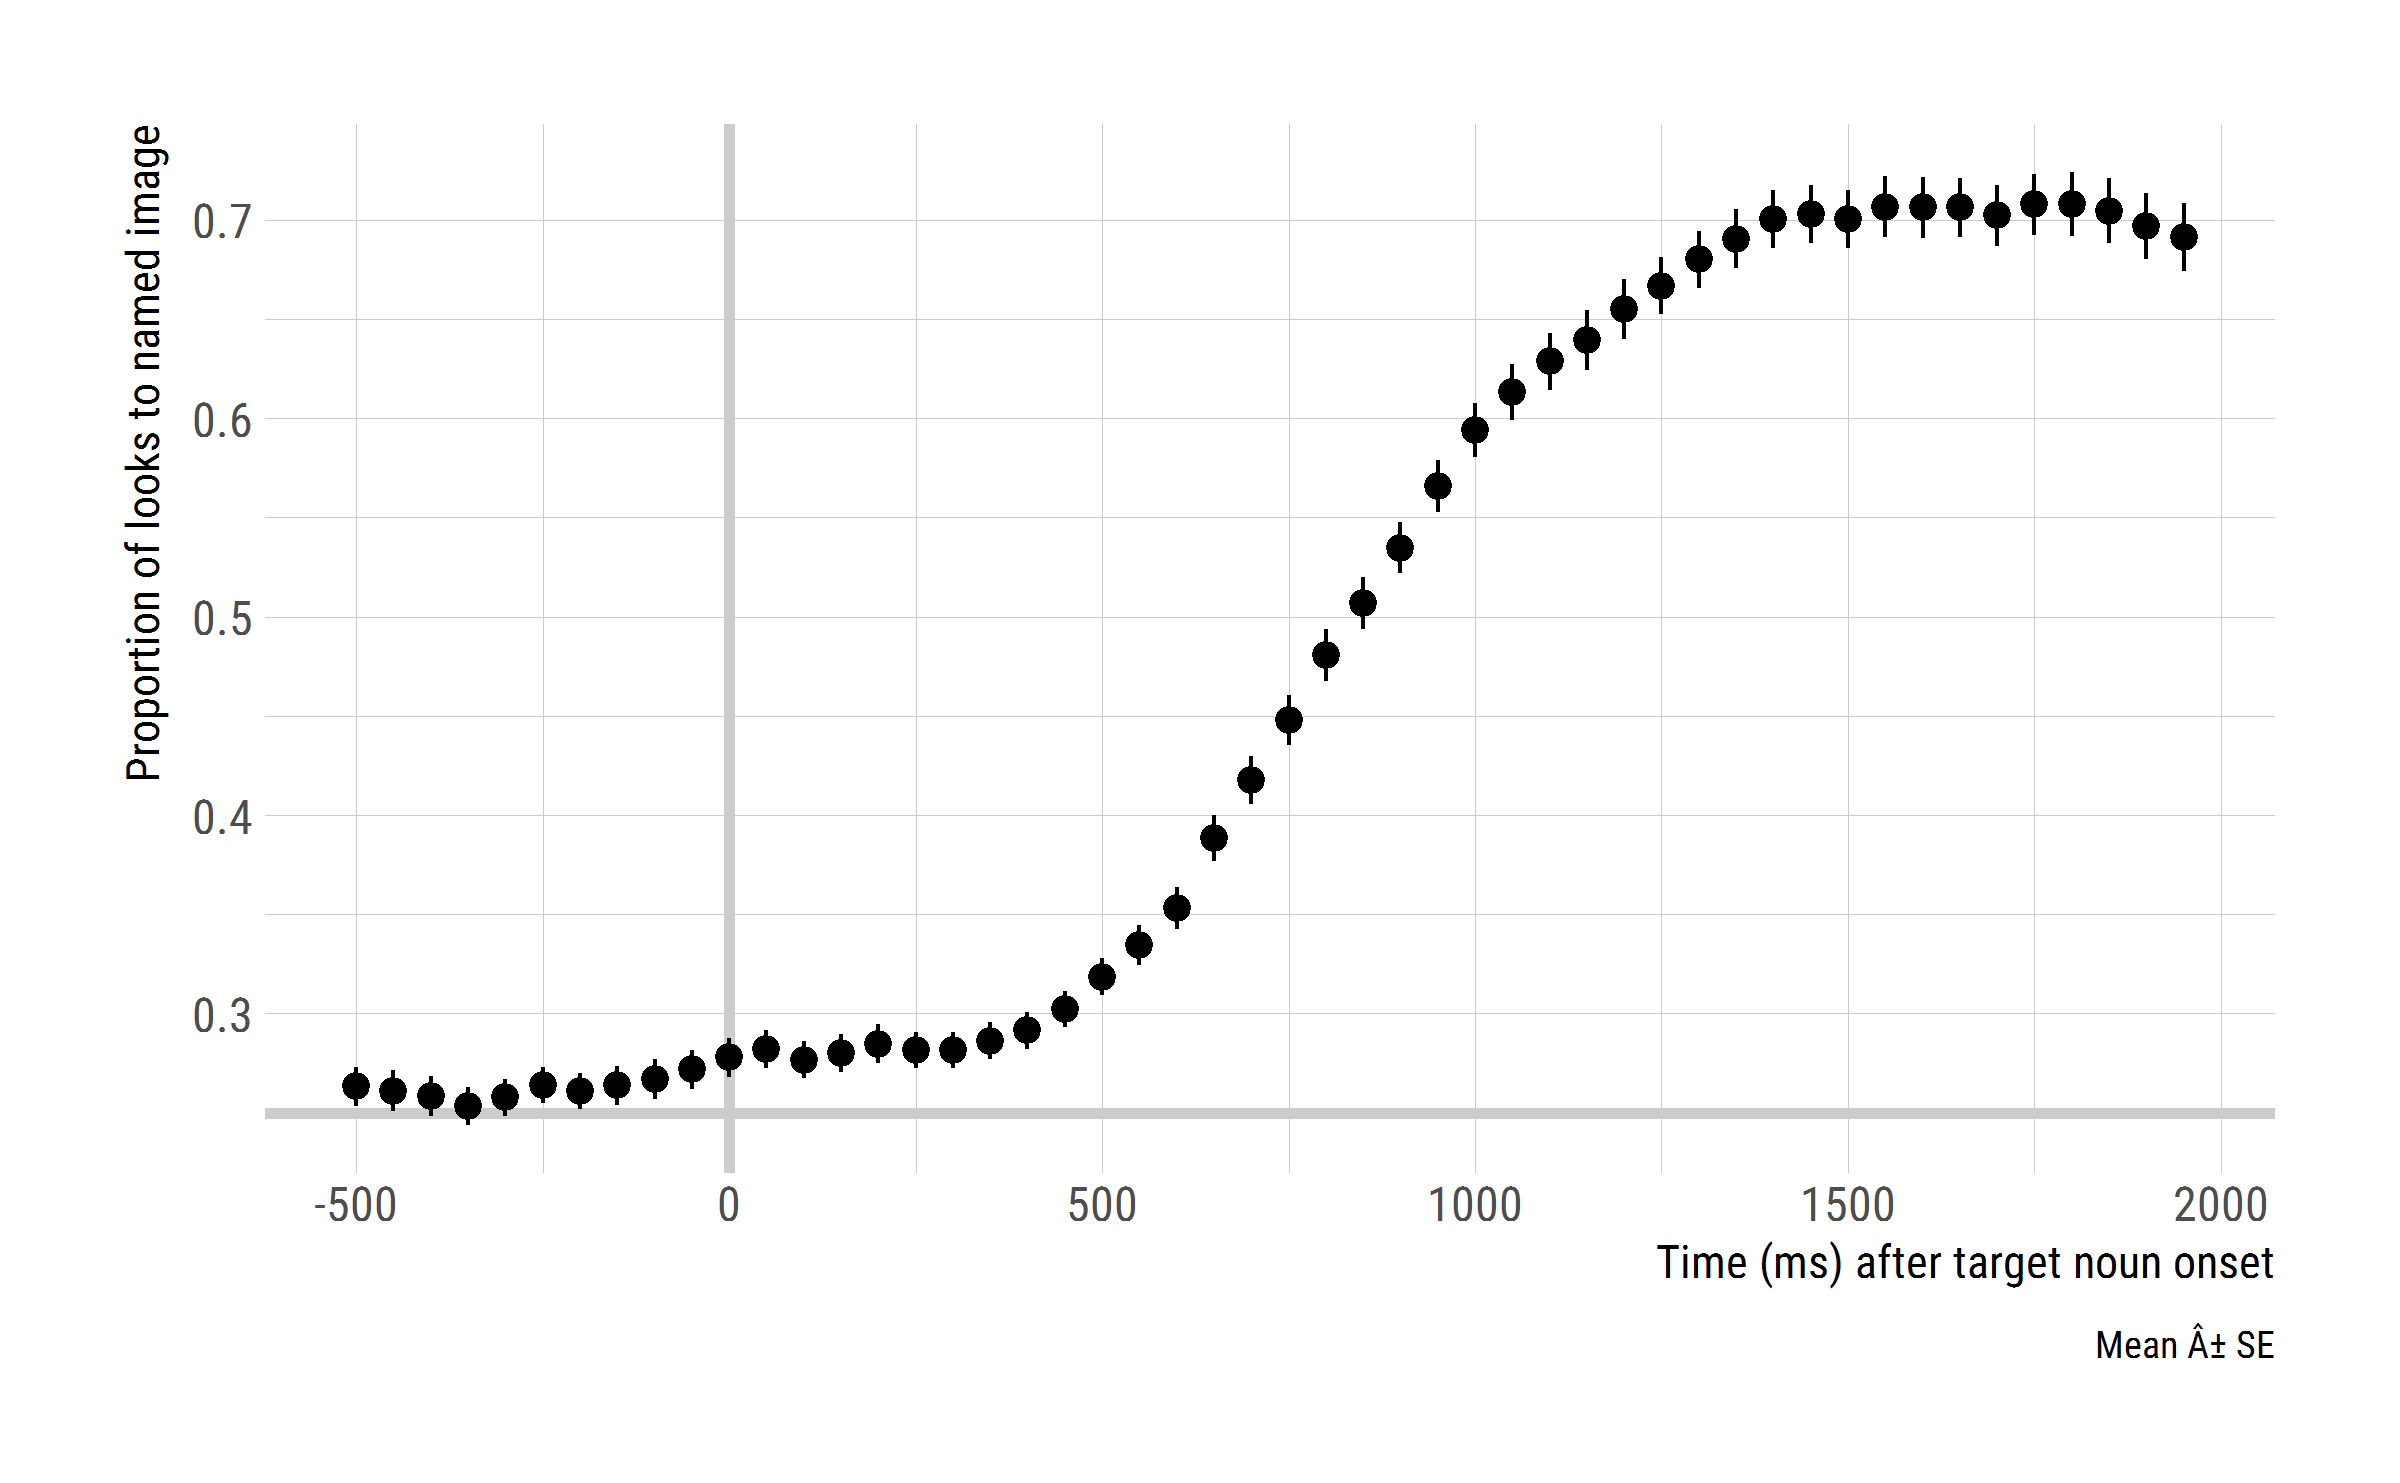 Proportion of looks to named image
0.7
0.6
0.5
0.4
0.3
-500 0 500 1000 1500 2000
Time (ms) after target noun onset
Mean Â± SE